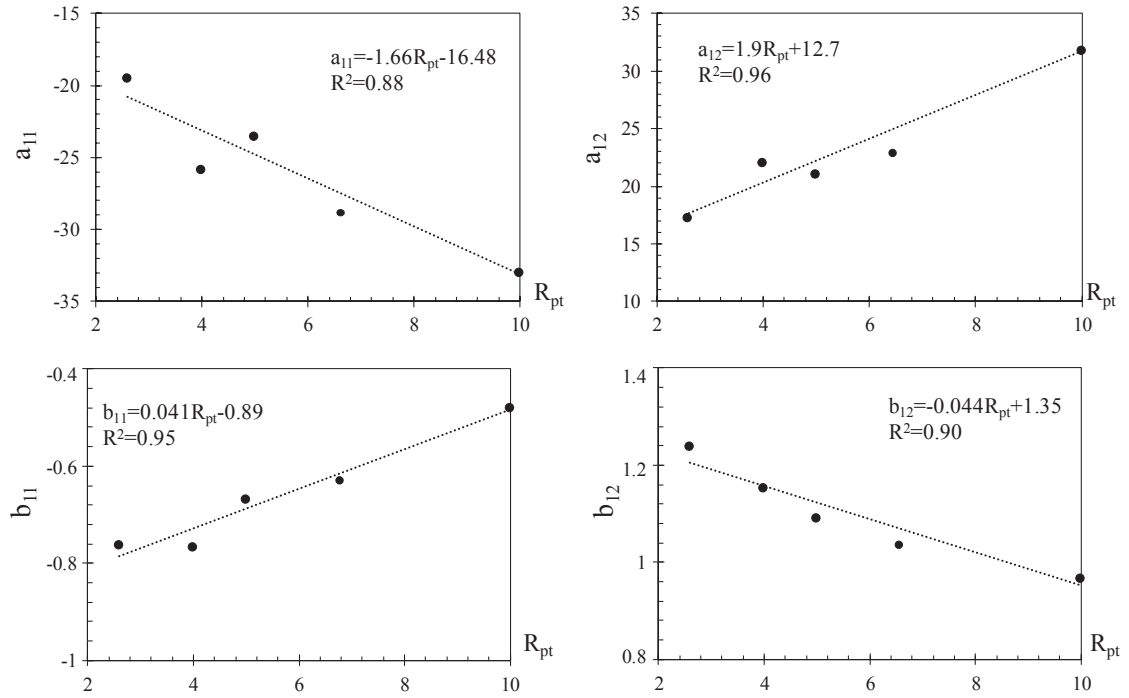 -15
-20
-25
-30
-35
a₁₁
a₁₁=-1.66Rₚₜ-16.48
R²=0.88
2
4
6
8
10
Rₚₜ
35
32
26
23
20
17
15
10
a₁₂
a₁₂=1.9Rₚₜ+12.7
R²=0.96
2
4
6
8
10
Rₚₜ
-0.4
-0.6
-0.8
-1
b₁₁
b₁₁=0.041Rₚₜ-0.89
R²=0.95
2
4
6
8
10
Rₚₜ
1.4
1.2
1
0.8
b₁₂
b₁₂=-0.044Rₚₜ+1.35
R²=0.90
2
4
6
8
10
Rₚₜ